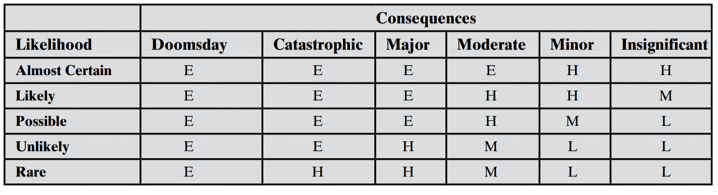 Consequences
Likelihood Doomsday Catastrophic Major Moderate Minor Insignificant
Almost Certain E E E E H H
Likely E E E H H M
Possible E E E H M L
Unlikely E E H M L L
Rare E H H M L L